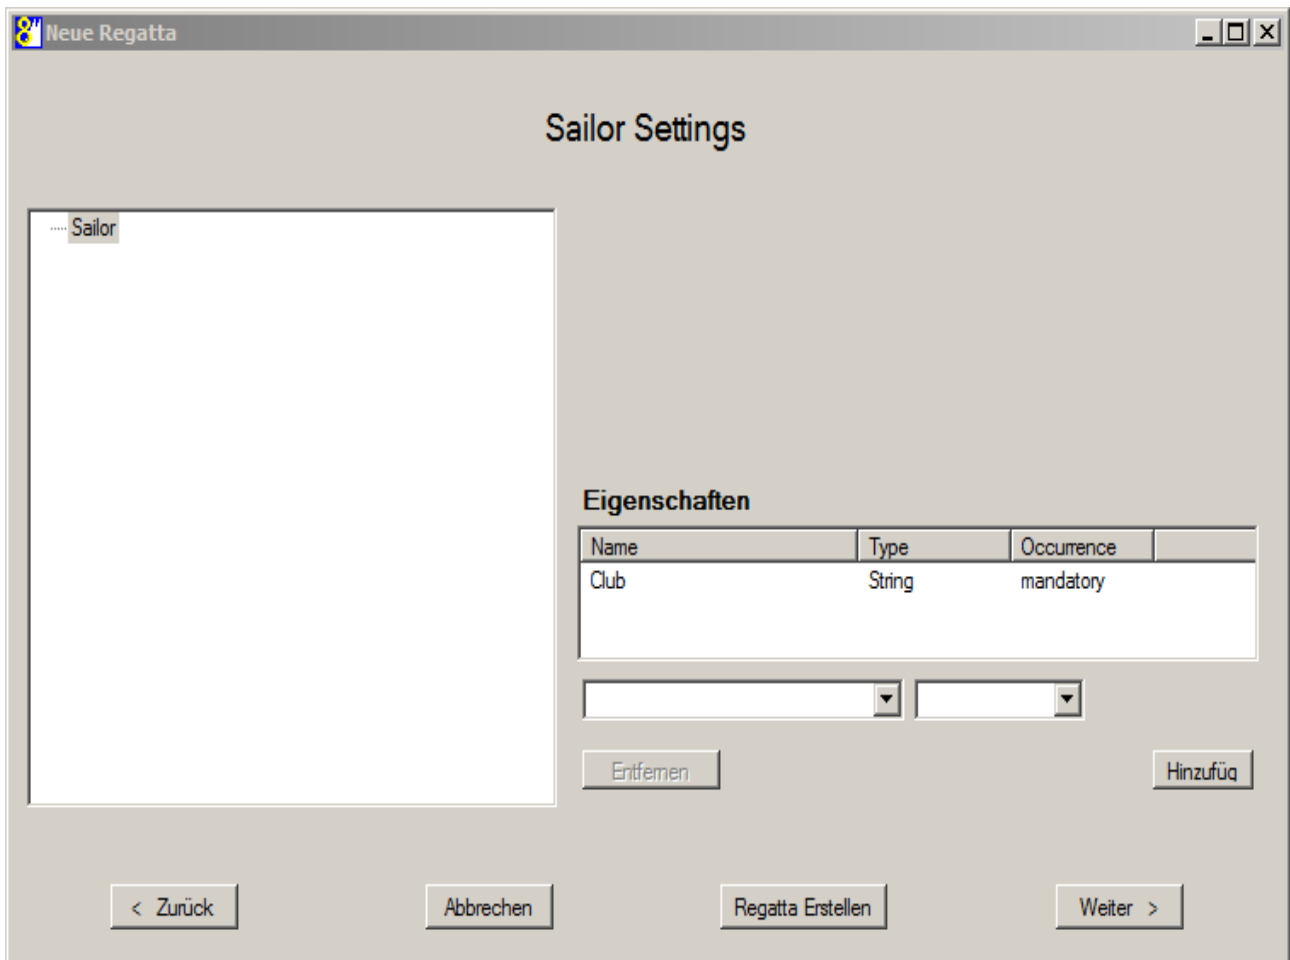 Neue Regatta
Sailor Settings
Sailor
Eigenschaften
Name Type Occurrence
Club String mandatory
Entfernen Hinzufüg
< Zurück Abbrechen Regatta Erstellen Weiter >